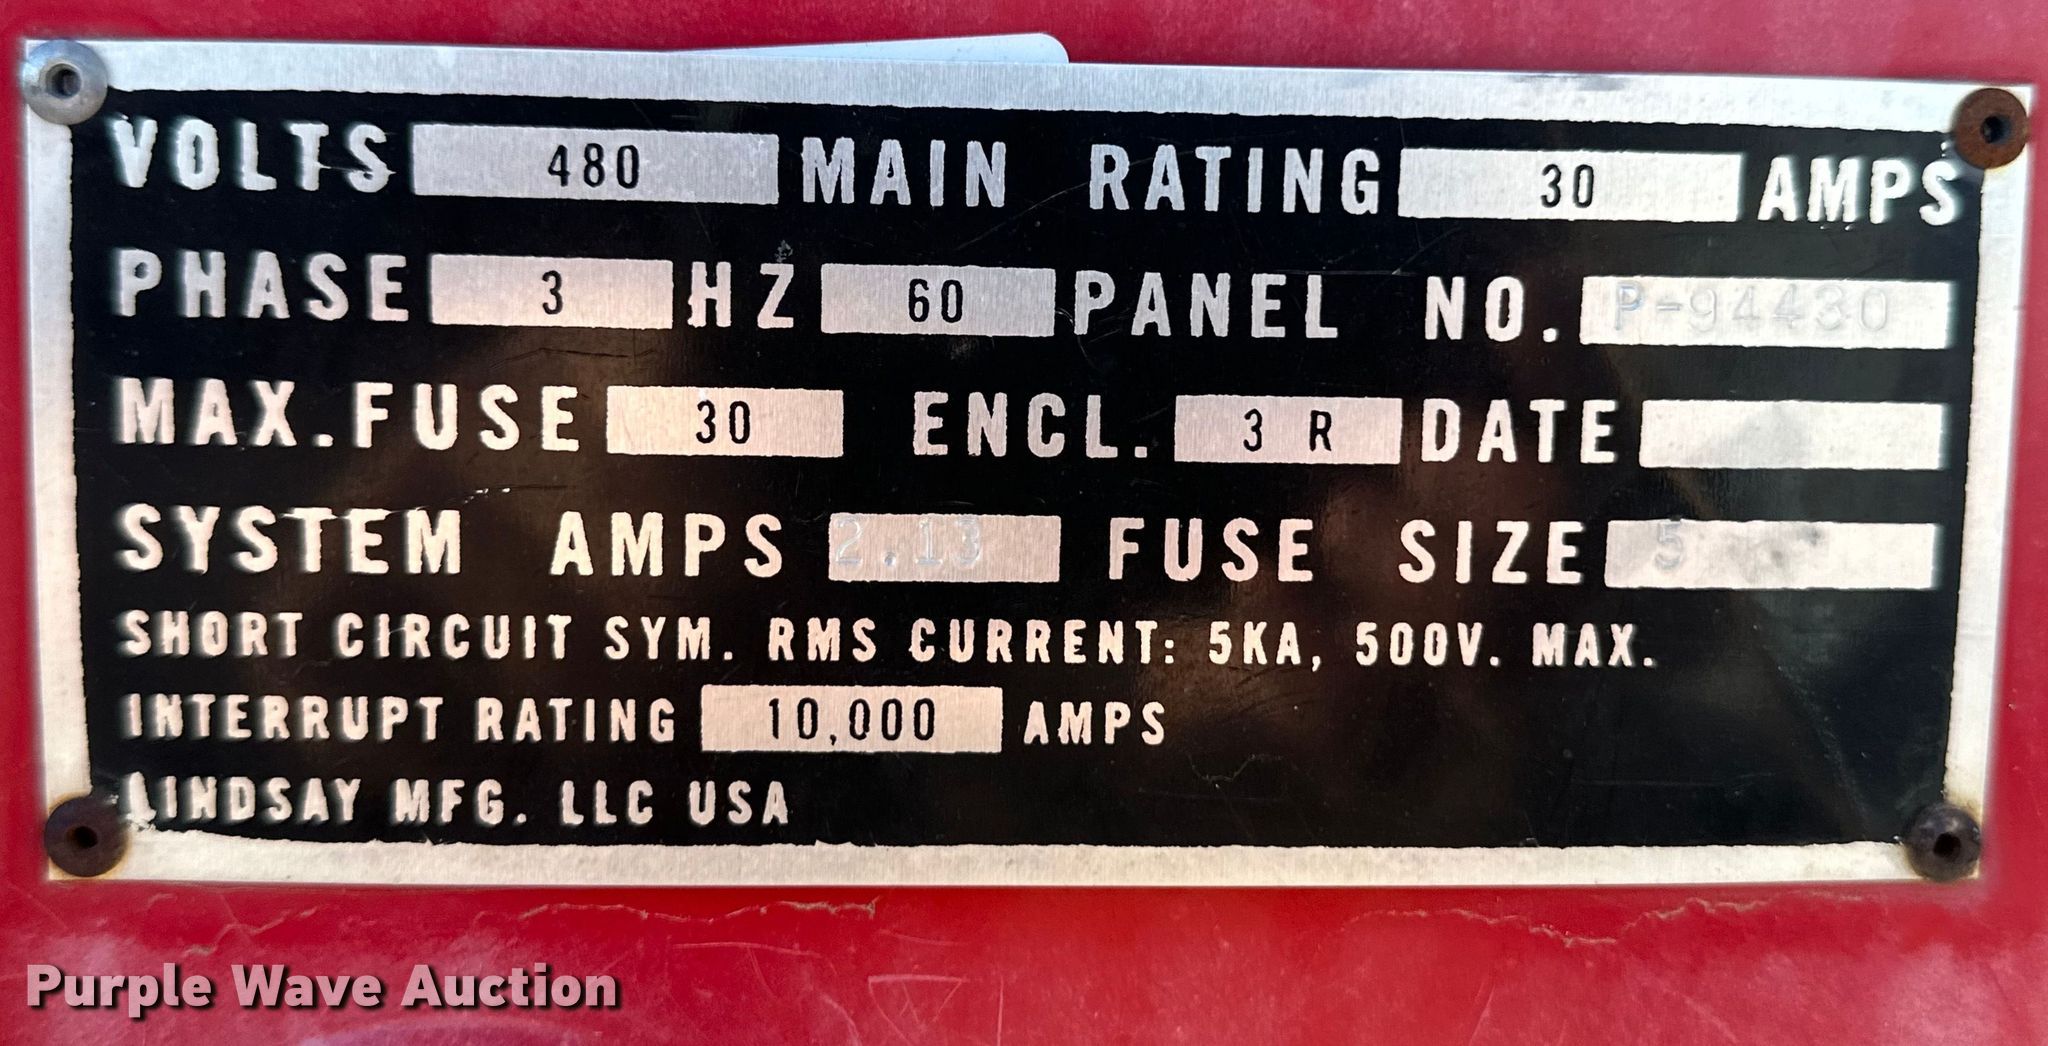 VOLTS 480 MAIN RATING 30 AMPS
PHASE 3 HZ 60 PANEL NO. P-94430
MAX. FUSE 30 ENCL. 3 R DATE
SYSTEM AMPS 2.13 FUSE SIZE 5
SHORT CIRCUIT SYM. RMS CURRENT: 5KA, 500V. MAX.
INTERRUPT RATING 10,000 AMPS
LINDSAY MFG. LLC USA
Purple Wave Auction